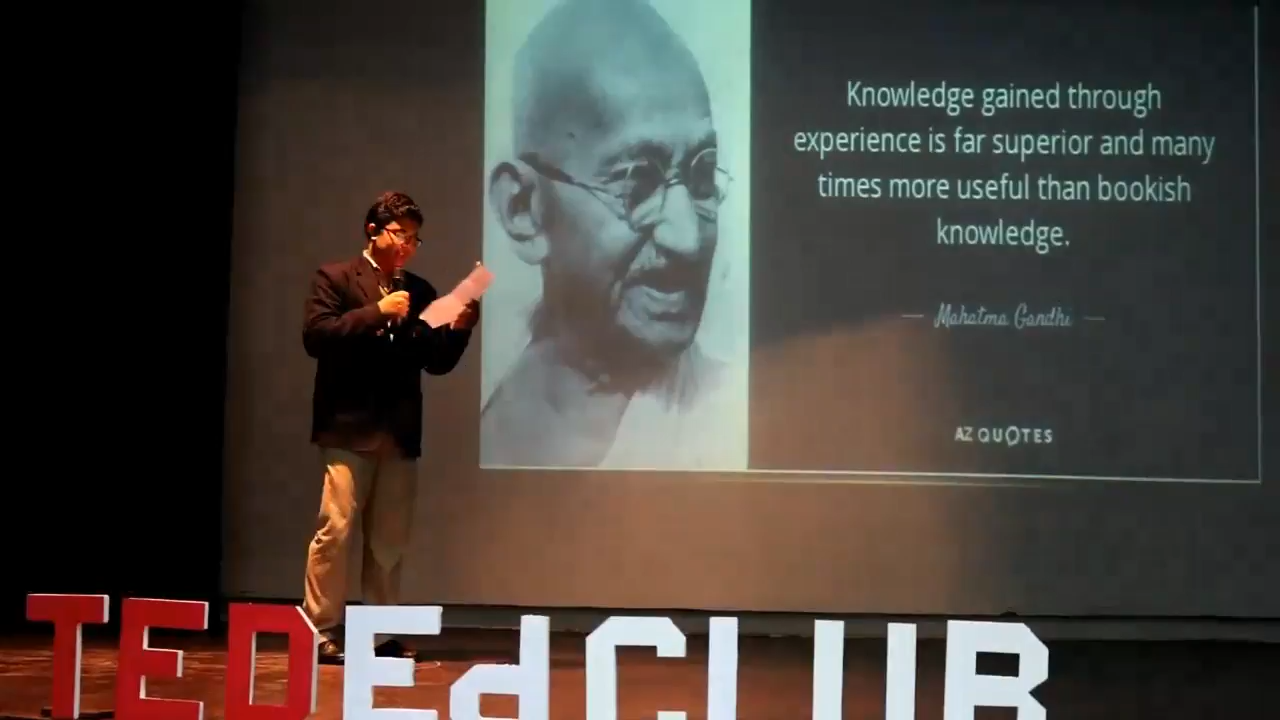 Knowledge gained through
experience is far superior and many
times more useful than bookish
knowledge.
Mahatma Gandhi
AZ QUOTES
TEDEdCLUB